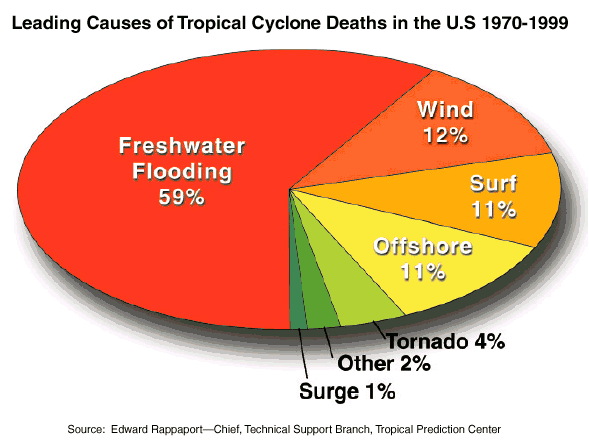 Leading Causes of Tropical Cyclone Deaths in the U.S 1970-1999
Wind
12%
Freshwater
Flooding
59%
Surf
11%
Offshore
11%
Tornado 4%
Other 2%
Surge 1%
Source: Edward Rappaport—Chief, Technical Support Branch, Tropical Prediction Center